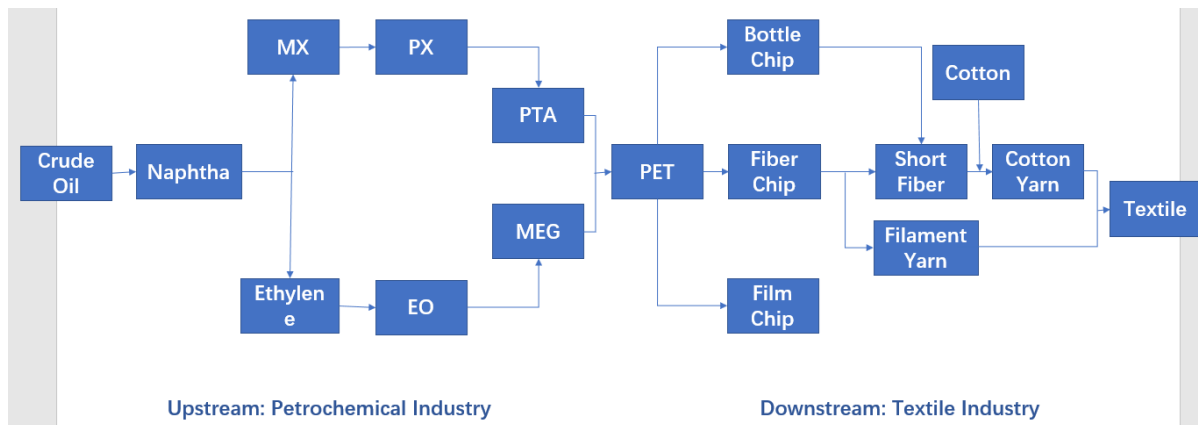 MX
PX
Bottle
Chip
Cotton
PTA
Crude
Oil
Naphtha
PET
Fiber
Chip
Short
Fiber
Cotton
Yarn
Textile
MEG
Filament
Yarn
Ethylen
e
EO
Film
Chip
Upstream: Petrochemical Industry
Downstream: Textile Industry